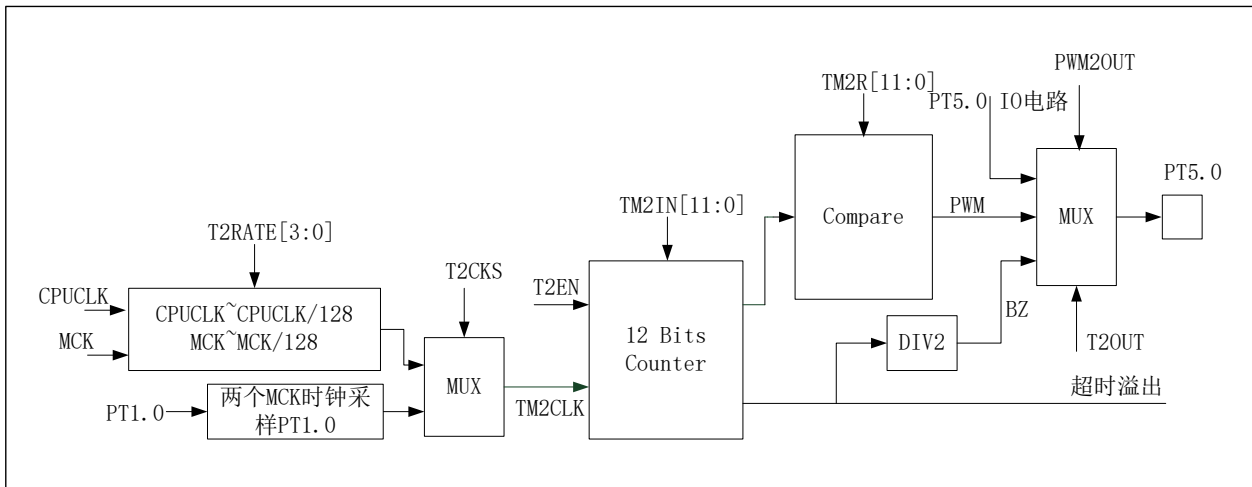 PWM2OUT
TM2R[11:0]
PT5.0 IO电路
PT5.0
TM2IN[11:0]
Compare
PWM
MUX
T2RATE[3:0]
T2CKS
T2EN
CPUCLK
CPUCLK~CPUCLK/128
MCK~MCK/128
MCK
12 Bits
Counter
BZ
DIV2
T2OUT
MUX
TM2CLK
超时溢出
PT1.0
两个MCK时钟采
样PT1.0